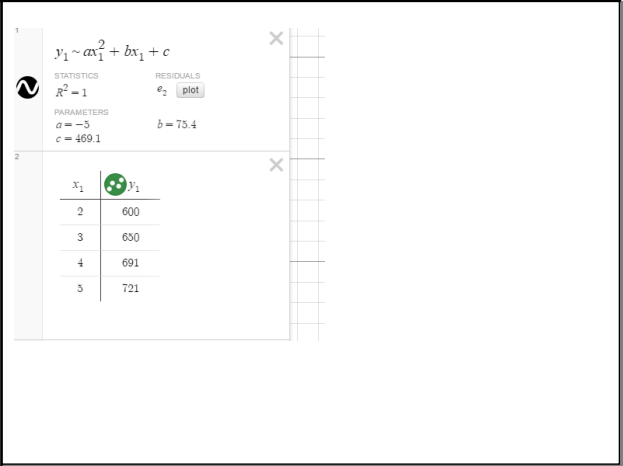 1
y₁ ~ ax₁² + bx₁ + c
STATISTICS RESIDUALS
R² = 1 e₂ plot
PARAMETERS
a = −5 b = 75.4
c = 469.1
2
x₁ y₁
2 600
3 650
4 691
5 721